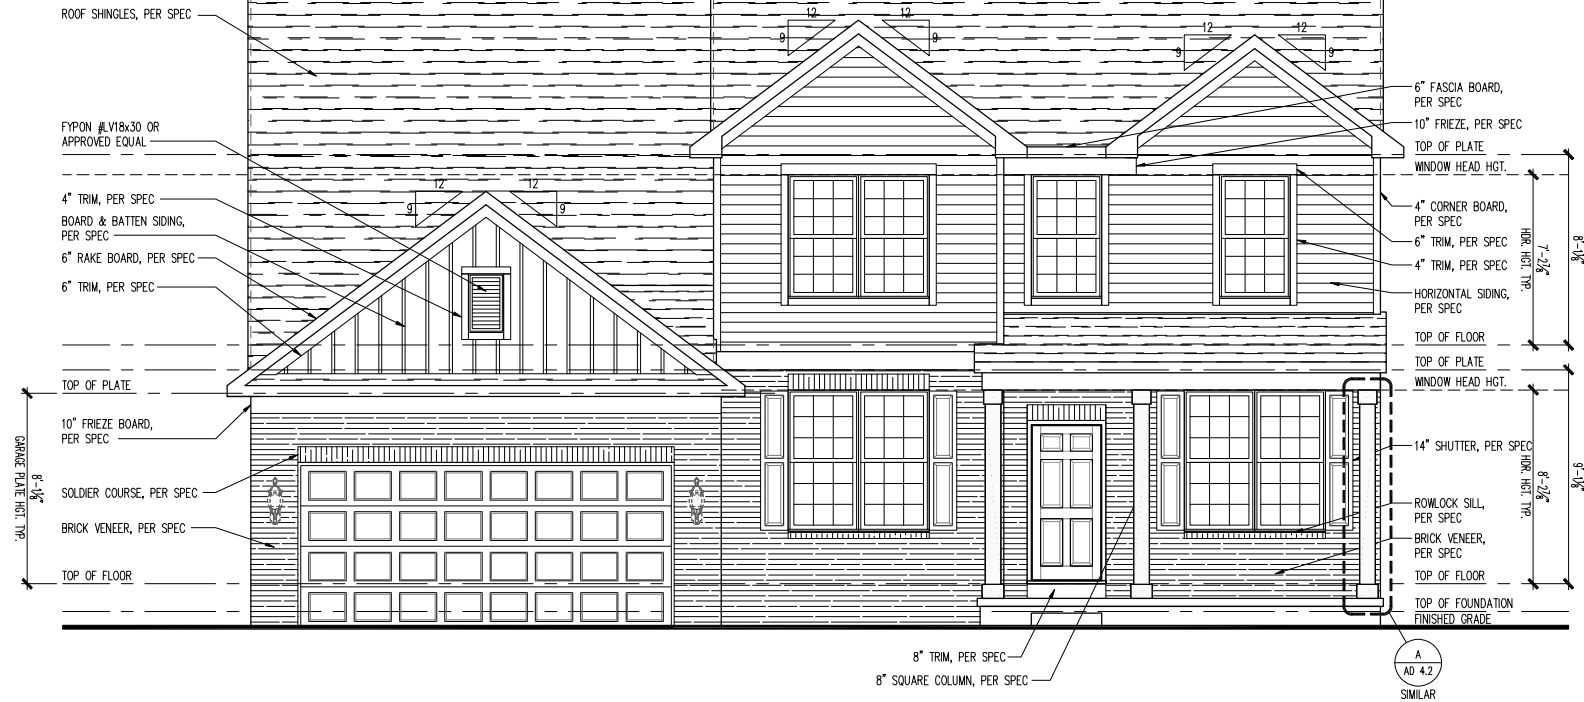 ROOF SHINGLES, PER SPEC
FYPON #LV18x30 OR
APPROVED EQUAL
4" TRIM, PER SPEC
BOARD & BATTEN SIDING,
PER SPEC
6" RAKE BOARD, PER SPEC
6" TRIM, PER SPEC
TOP OF PLATE
10" FRIEZE BOARD,
PER SPEC
SOLDIER COURSE, PER SPEC
BRICK VENEER, PER SPEC
TOP OF FLOOR
GARAGE PLATE HGT. TYP.
8'-1⅛"
12
9
12
9
12
9
12
9
12
9
12
9
6" FASCIA BOARD,
PER SPEC
10" FRIEZE, PER SPEC
TOP OF PLATE
WINDOW HEAD HGT.
4" CORNER BOARD,
PER SPEC
6" TRIM, PER SPEC
4" TRIM, PER SPEC
HORIZONTAL SIDING,
PER SPEC
TOP OF FLOOR
TOP OF PLATE
WINDOW HEAD HGT.
14" SHUTTER, PER SPEC
ROWLOCK SILL,
PER SPEC
BRICK VENEER,
PER SPEC
TOP OF FLOOR
TOP OF FOUNDATION
FINISHED GRADE
HDR. HGT. TYP.
7'-2⅞"
8'-1⅛"
HDR. HGT. TYP.
8'-2⅞"
9'-1⅛"
8" TRIM, PER SPEC
8" SQUARE COLUMN, PER SPEC
A
AD 4.2
SIMILAR